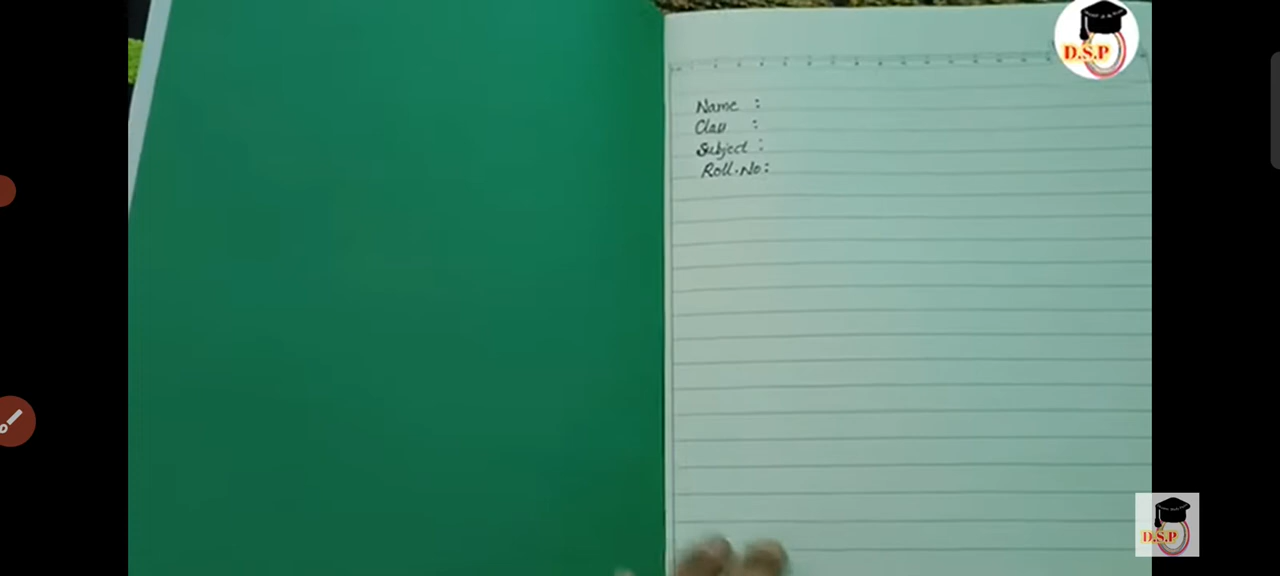 D.S.P
Name :
Class :
Subject :
Roll.No:
D.S.P